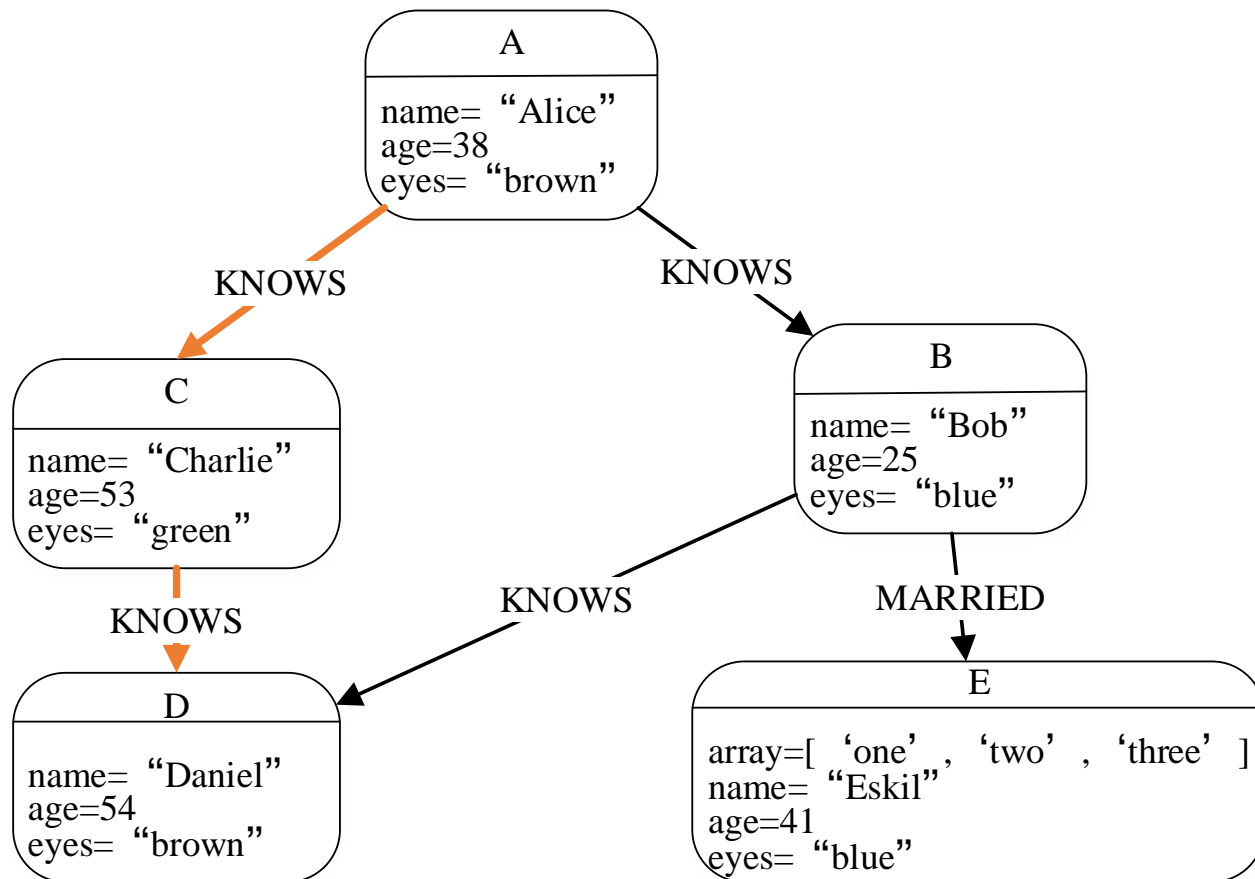 A
name= “Alice”
age=38
eyes= “brown”
KNOWS
KNOWS
C
name= “Charlie”
age=53
eyes= “green”
B
name= “Bob”
age=25
eyes= “blue”
KNOWS
KNOWS
MARRIED
D
name= “Daniel”
age=54
eyes= “brown”
E
array=[ ‘one’ , ‘two’ , ‘three’ ]
name= “Eskil”
age=41
eyes= “blue”